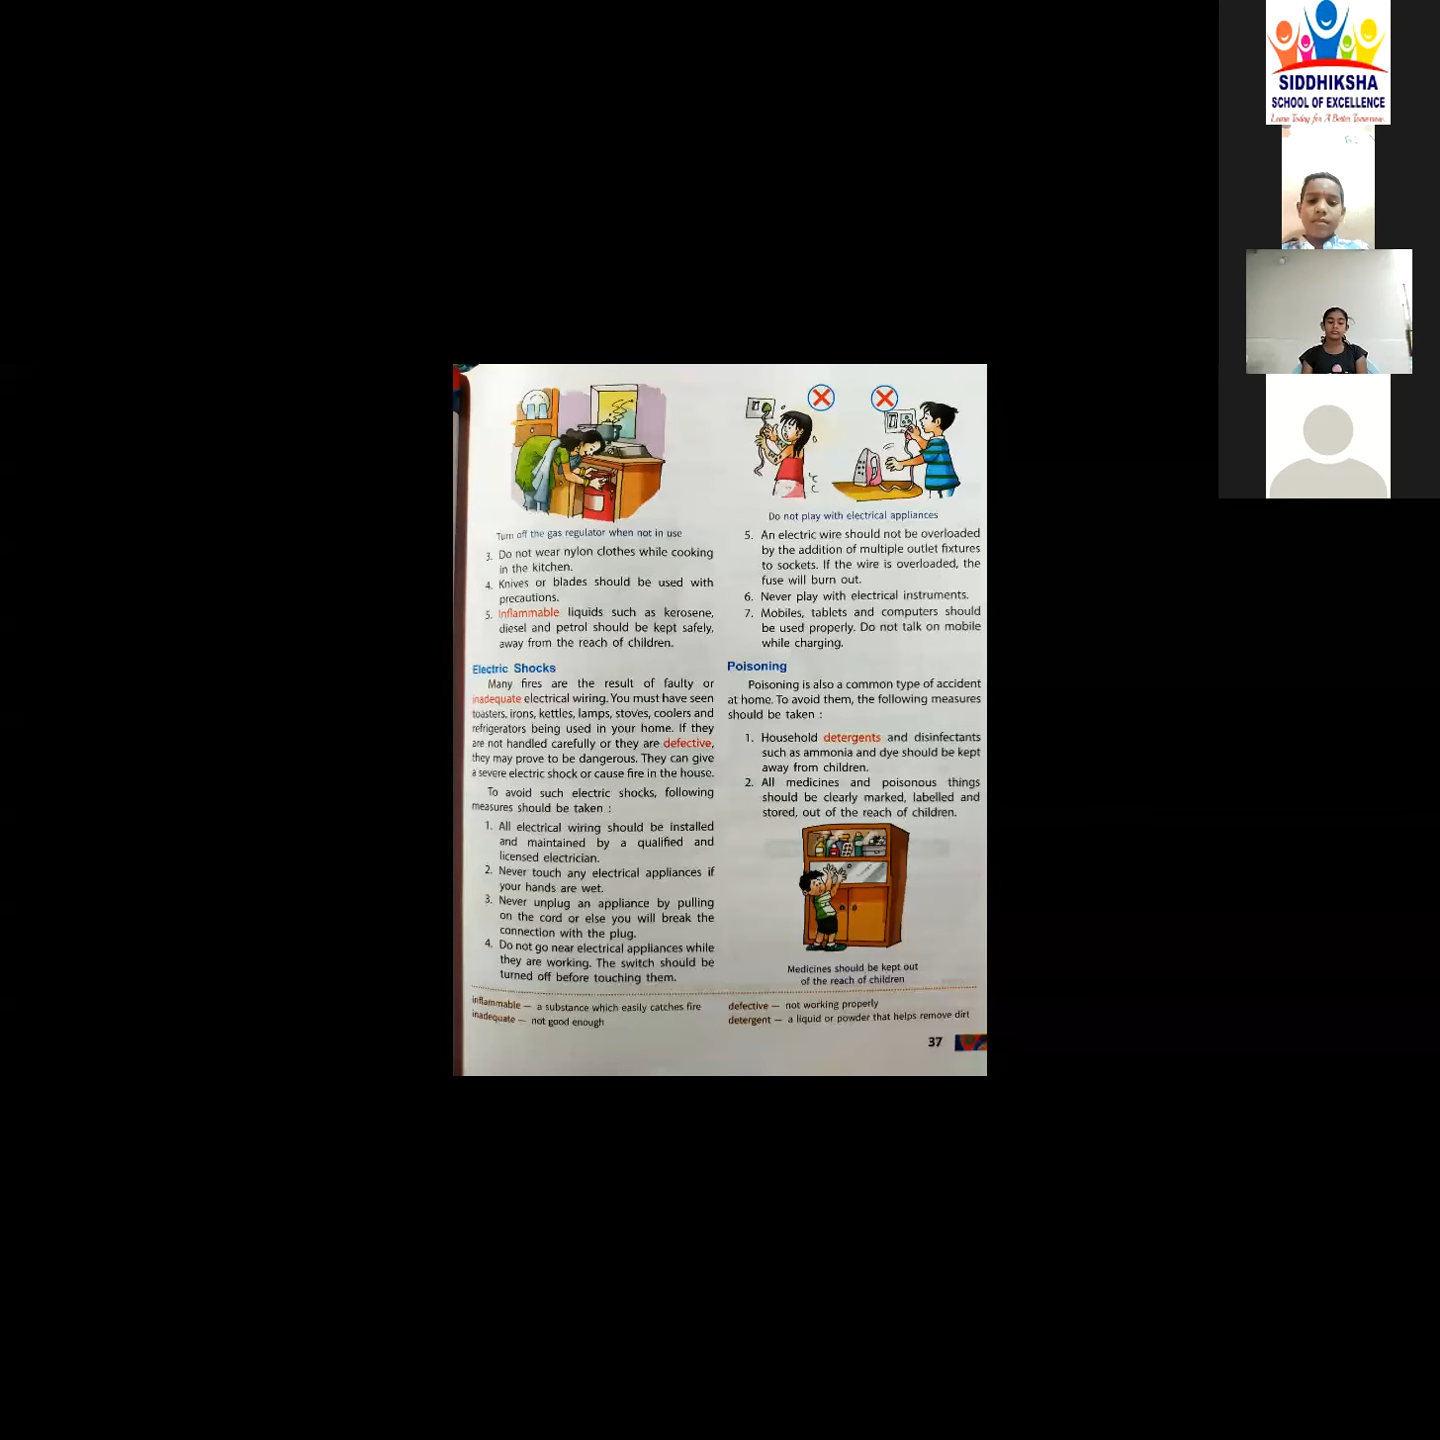 SIDDHIKSHA
SCHOOL OF EXCELLENCE
Learn Today for A Better Tomorrow.
Turn off the gas regulator when not in use
3. Do not wear nylon clothes while cooking
in the kitchen.
4. Knives or blades should be used with
precautions.
5. Inflammable liquids such as kerosene,
diesel and petrol should be kept safely,
away from the reach of children.
Electric Shocks
Many fires are the result of faulty or
inadequate electrical wiring. You must have seen
toasters, irons, kettles, lamps, stoves, coolers and
refrigerators being used in your home. If they
are not handled carefully or they are defective,
they may prove to be dangerous. They can give
a severe electric shock or cause fire in the house.
To avoid such electric shocks, following
measures should be taken :
1. All electrical wiring should be installed
and maintained by a qualified and
licensed electrician.
2. Never touch any electrical appliances if
your hands are wet.
3. Never unplug an appliance by pulling
on the cord or else you will break the
connection with the plug.
4. Do not go near electrical appliances while
they are working. The switch should be
turned off before touching them.
Do not play with electrical appliances
5. An electric wire should not be overloaded
by the addition of multiple outlet fixtures
to sockets. If the wire is overloaded, the
fuse will burn out.
6. Never play with electrical instruments.
7. Mobiles, tablets and computers should
be used properly. Do not talk on mobile
while charging.
Poisoning
Poisoning is also a common type of accident
at home. To avoid them, the following measures
should be taken :
1. Household detergents and disinfectants
such as ammonia and dye should be kept
away from children.
2. All medicines and poisonous things
should be clearly marked, labelled and
stored, out of the reach of children.
Medicines should be kept out
of the reach of children
inflammable — a substance which easily catches fire
inadequate — not good enough
defective — not working properly
detergent — a liquid or powder that helps remove dirt
37